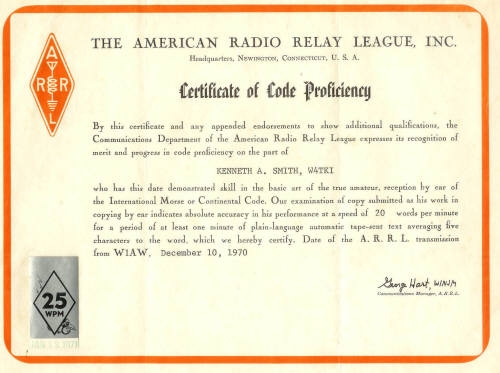 THE AMERICAN RADIO RELAY LEAGUE, INC.
Headquarters, NEWINGTON, CONNECTICUT, U. S. A.
A
R R
L
Certificate of Code Proficiency
By this certificate and any appended endorsements to show additional qualifications, the
Communications Department of the American Radio Relay League expresses its recognition of
merit and progress in code proficiency on the part of
KENNETH A. SMITH, W4TKI
who has this date demonstrated skill in the basic art of the true amateur, reception by ear of
the International Morse or Continental Code. Our examination of copy submitted as his work in
copying by ear indicates absolute accuracy in his performance at a speed of 20 words per minute
for a period of at least one minute of plain-language automatic tape-sent text averaging five
characters to the word, which we hereby certify. Date of the A. R. R. L. transmission
from W1AW, December 10, 1970
George Hart, W1NJM
Communications Manager, A.R.R.L.
25
WPM